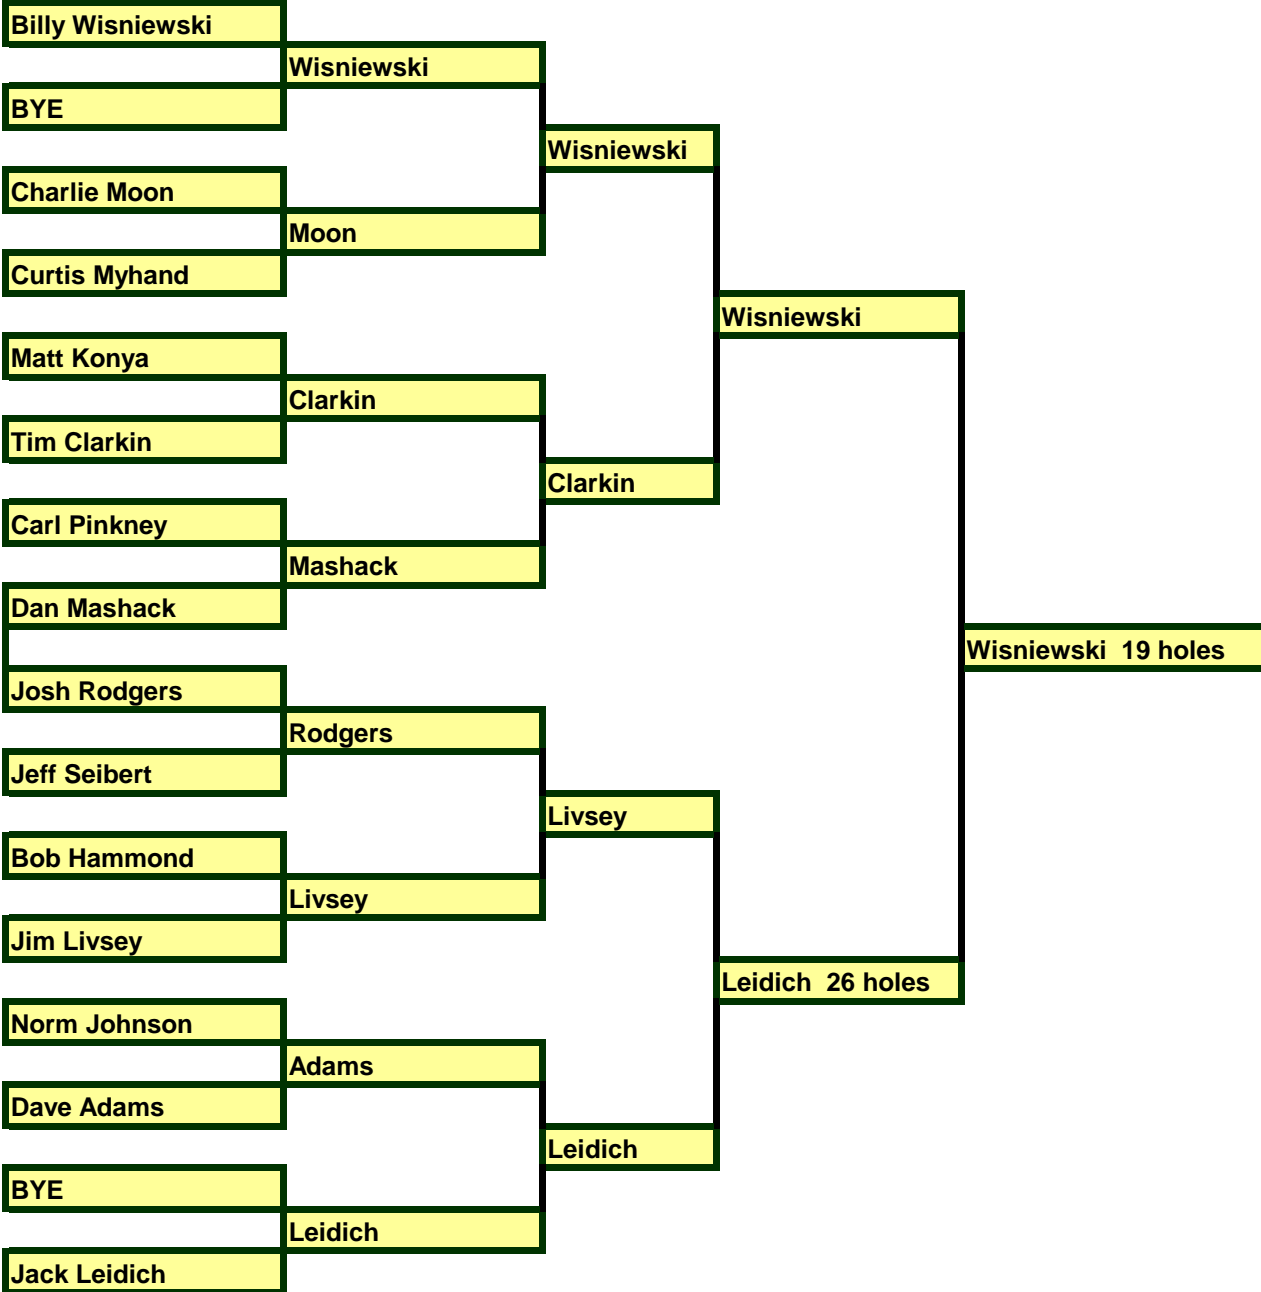 Billy Wisniewski
Wisniewski
BYE
Wisniewski
Charlie Moon
Moon
Curtis Myhand
Wisniewski
Matt Konya
Clarkin
Tim Clarkin
Clarkin
Carl Pinkney
Mashack
Dan Mashack
Wisniewski 19 holes
Josh Rodgers
Rodgers
Jeff Seibert
Livsey
Bob Hammond
Livsey
Jim Livsey
Leidich 26 holes
Norm Johnson
Adams
Dave Adams
Leidich
BYE
Leidich
Jack Leidich